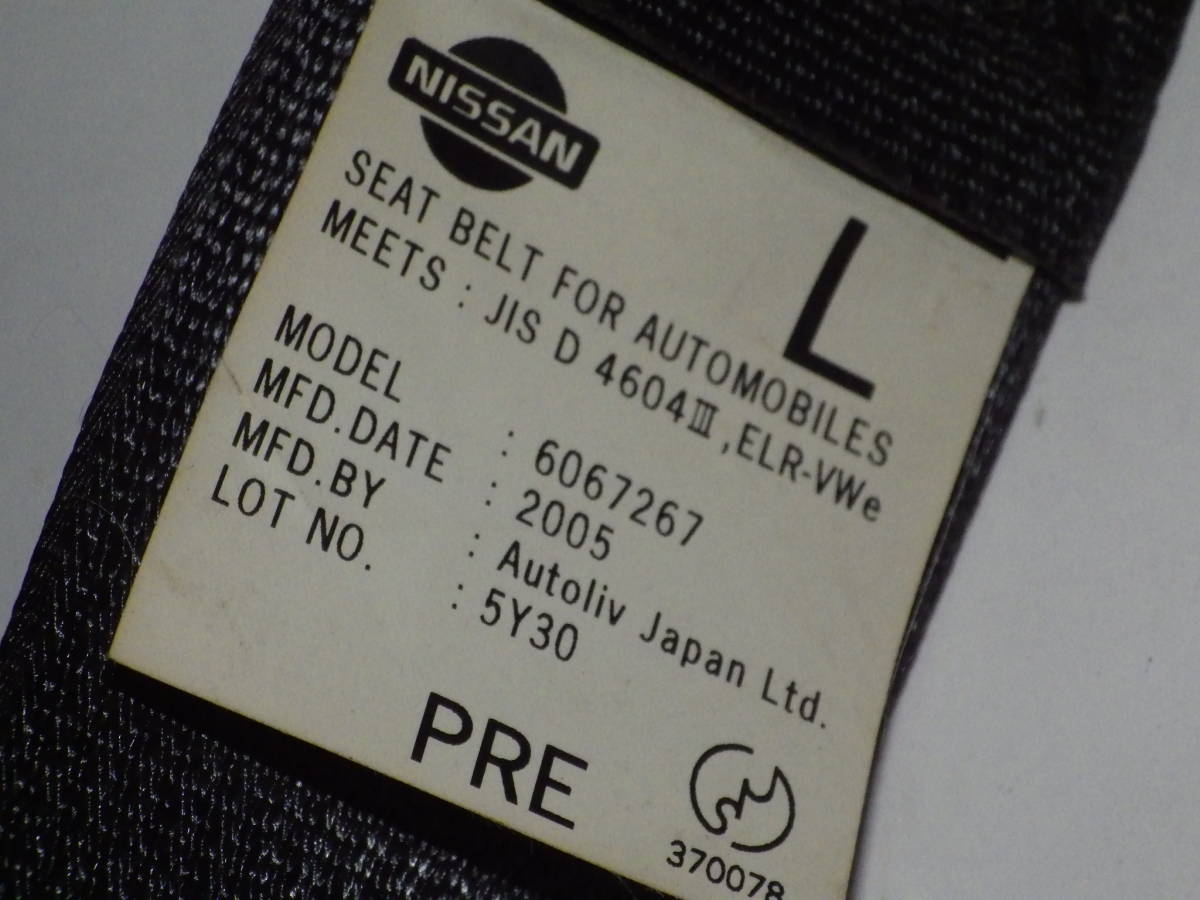 NISSAN
L
SEAT BELT FOR AUTOMOBILES
MEETS : JIS D 4604Ⅲ,ELR-VWe
MODEL : 6067267
MFD.DATE : 2005
MFD.BY : Autoliv Japan Ltd.
LOT NO. : 5Y30
PRE
370078